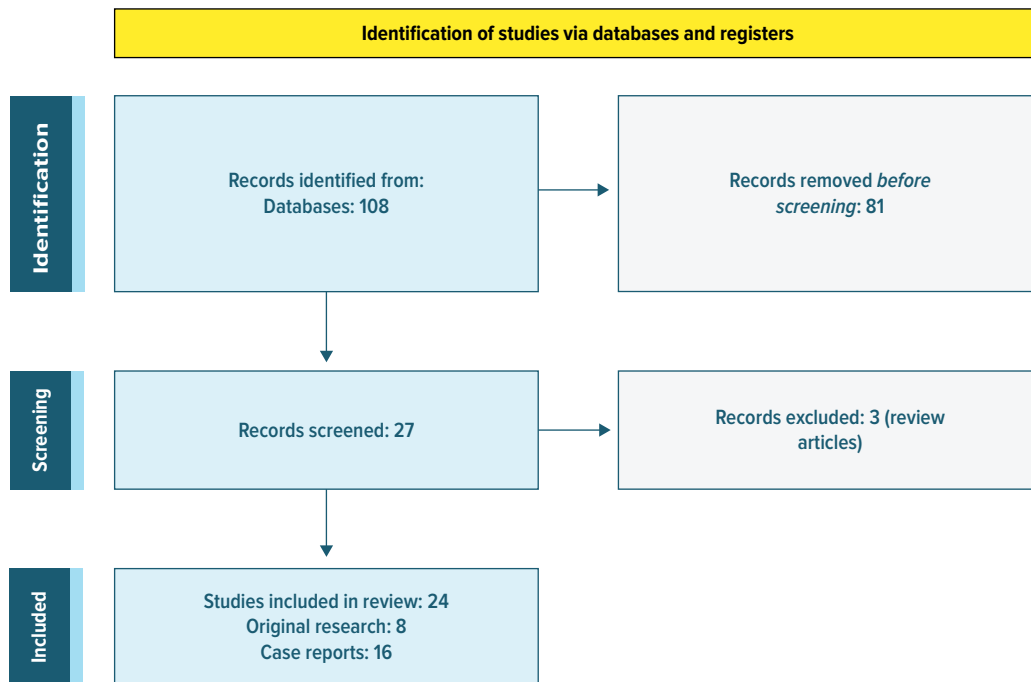 Identification of studies via databases and registers
Identification
Records identified from:
Databases: 108
Records removed before
screening: 81
Screening
Records screened: 27
Records excluded: 3 (review
articles)
Included
Studies included in review: 24
Original research: 8
Case reports: 16